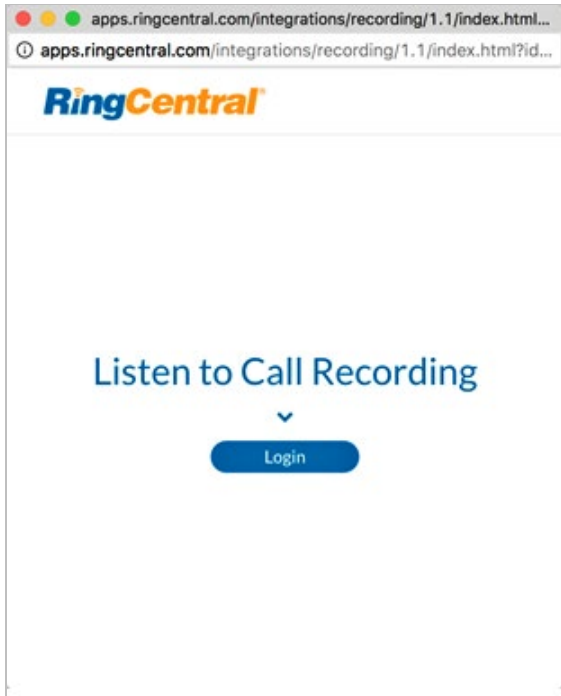 apps.ringcentral.com/integrations/recording/1.1/index.html...
apps.ringcentral.com/integrations/recording/1.1/index.html?id...
RingCentral®
Listen to Call Recording
Login